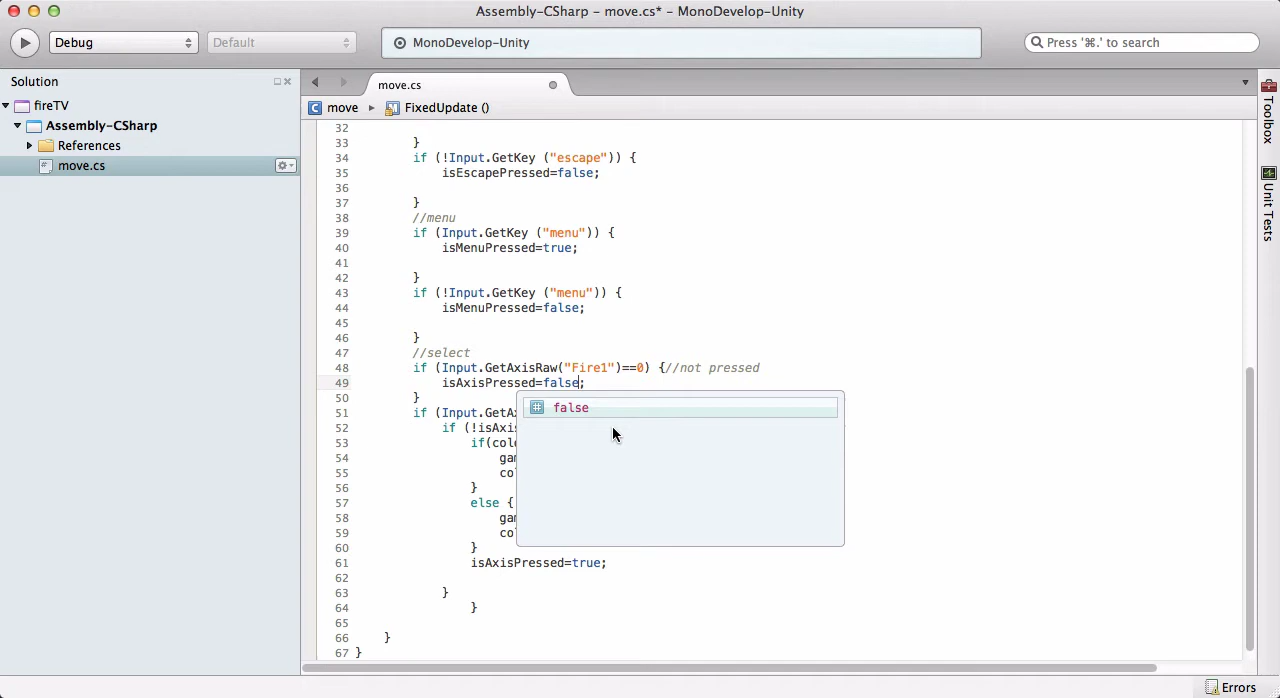 Assembly-CSharp – move.cs* – MonoDevelop-Unity
Debug
Default
MonoDevelop-Unity
Press '⌘.' to search
Solution
fireTV
Assembly-CSharp
References
move.cs
move.cs
move ▸ FixedUpdate ()
32
33 }
34 if (!Input.GetKey ("escape")) {
35 isEscapePressed=false;
36
37 }
38 //menu
39 if (Input.GetKey ("menu")) {
40 isMenuPressed=true;
41
42 }
43 if (!Input.GetKey ("menu")) {
44 isMenuPressed=false;
45
46 }
47 //select
48 if (Input.GetAxisRaw("Fire1")==0) {//not pressed
49 isAxisPressed=false;
50 }
51 if (Input.GetA
52 if (!isAxis
53 if(colo
54 gam
55 co
56 }
57 else {
58 gam
59 co
60 }
61 isAxisPressed=true;
62
63 }
64 }
65
66 }
67 }
false
Toolbox
Unit Tests
Errors